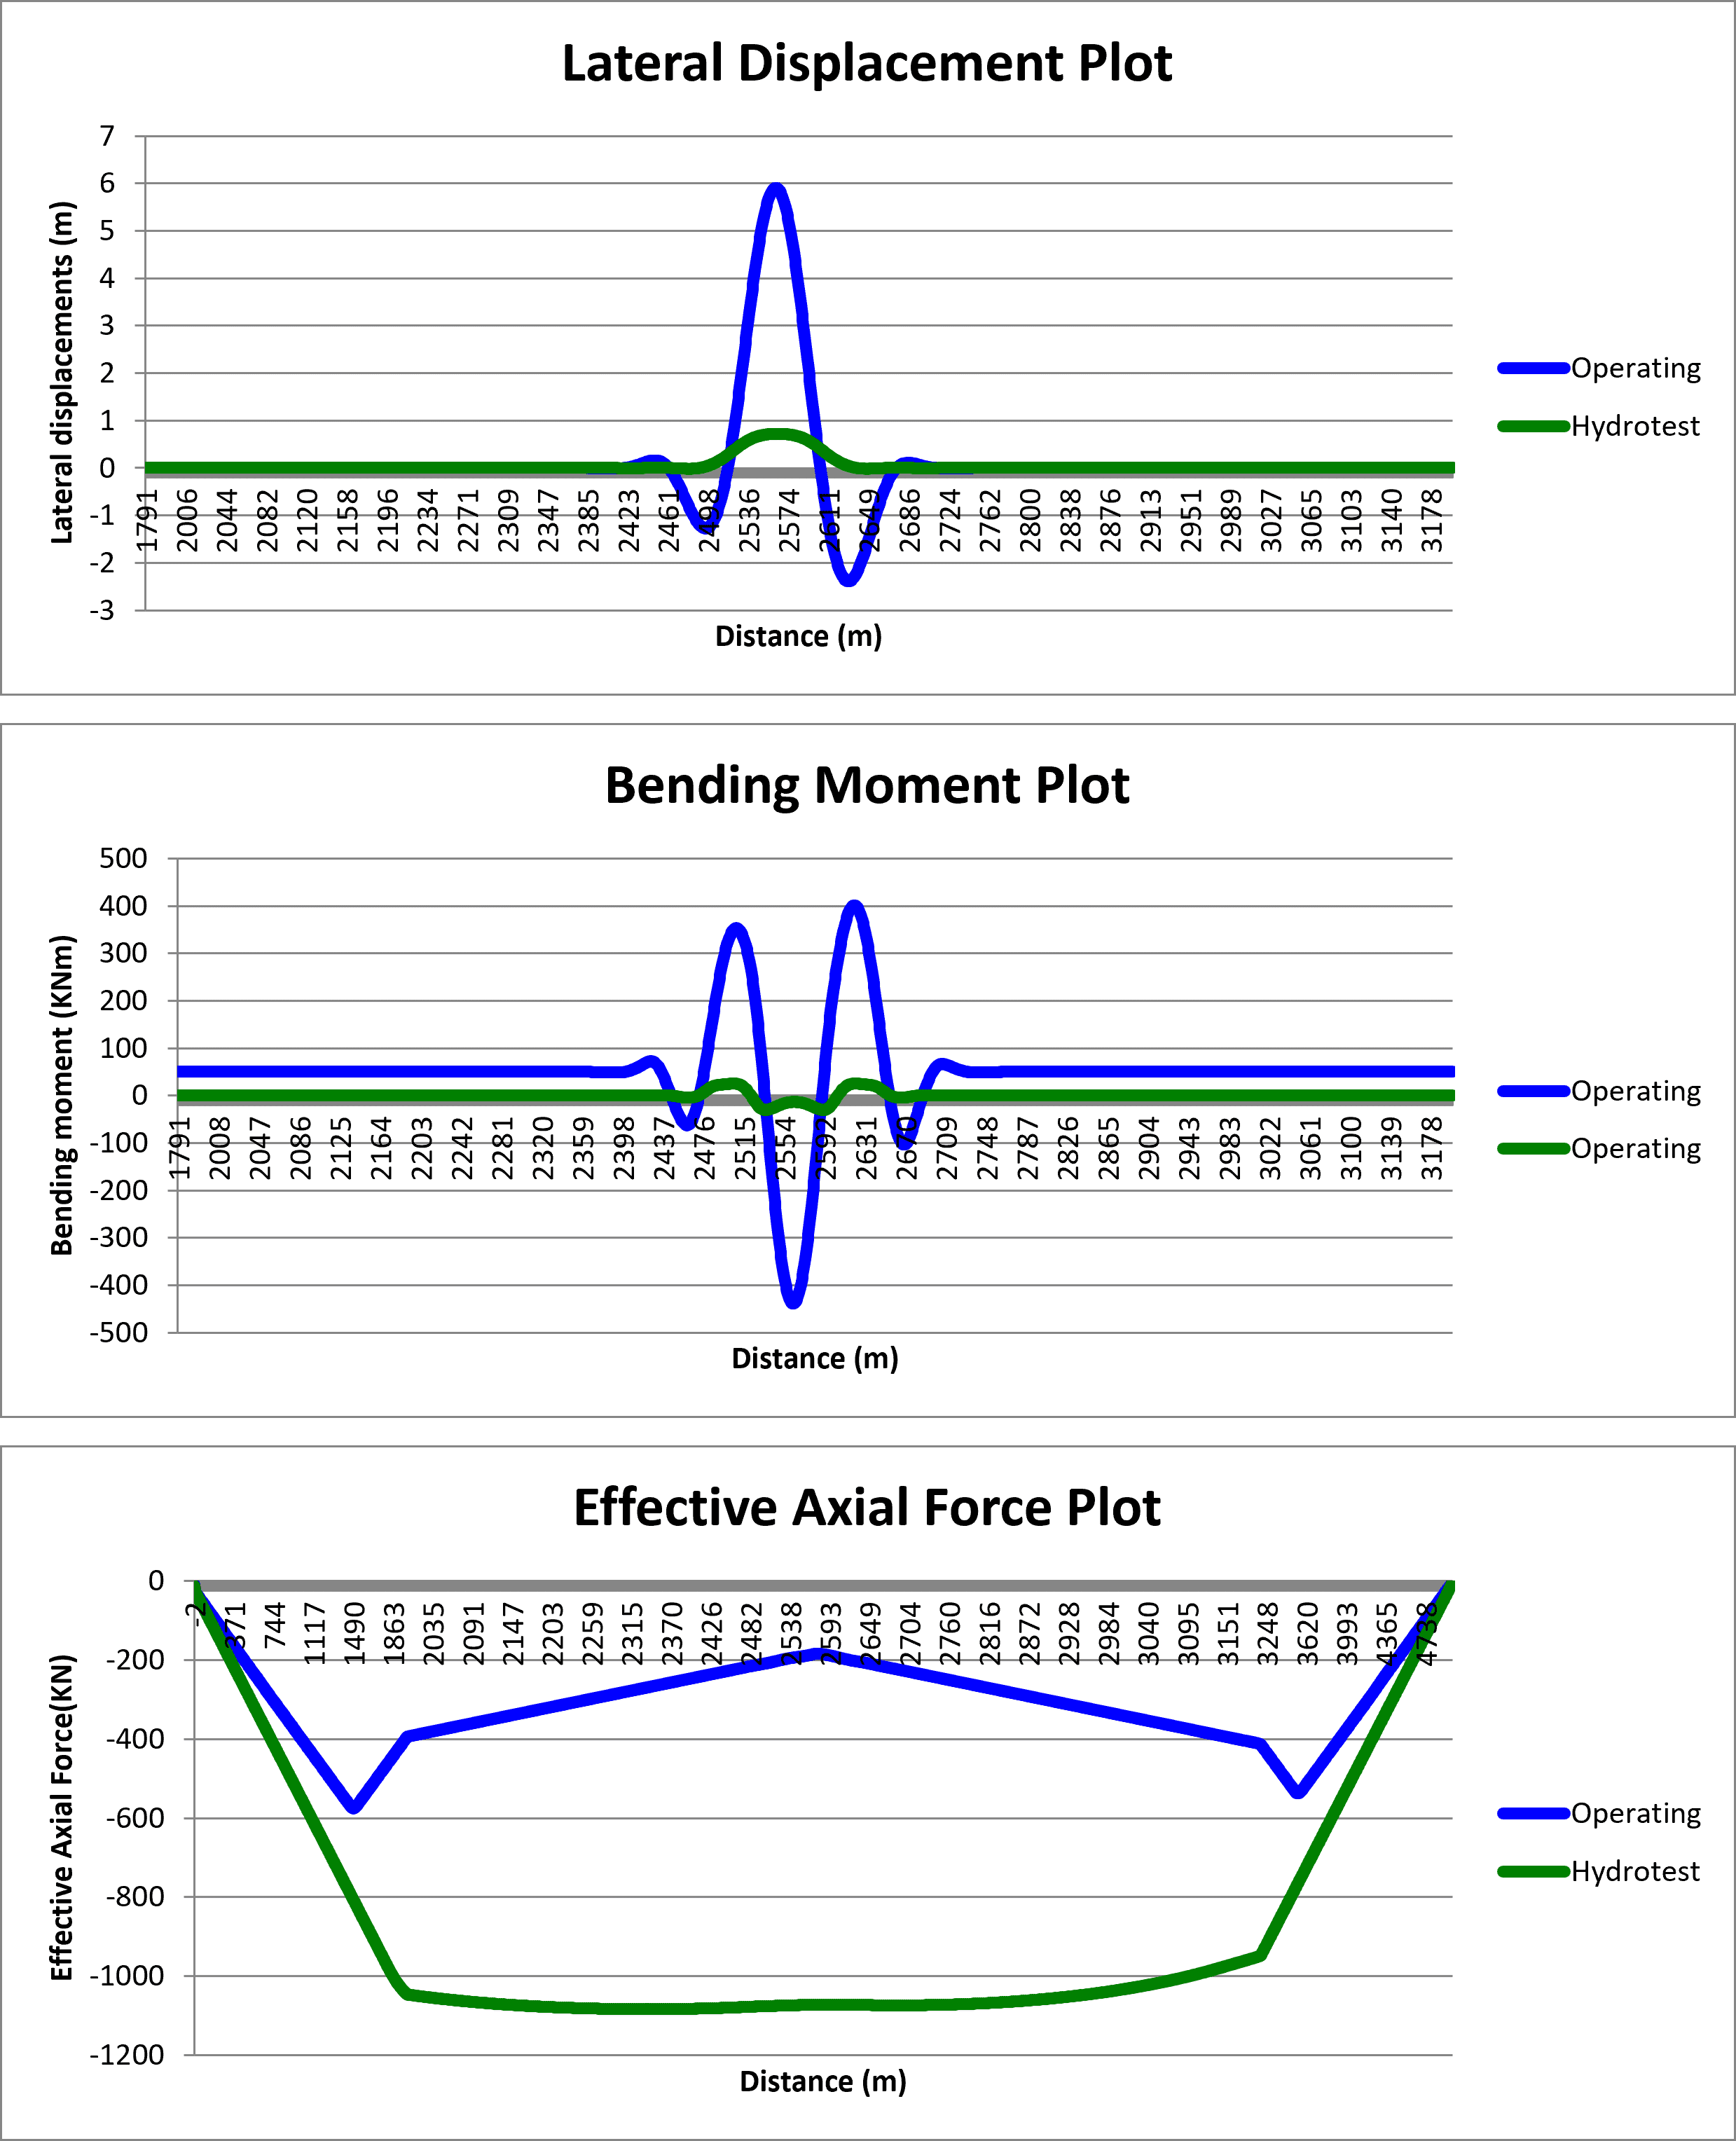 Lateral Displacement Plot
Lateral displacements (m)
7
6
5
4
3
2
1
0
-1
-2
-3
1791 2006 2044 2082 2120 2158 2196 2234 2271 2309 2347 2385 2423 2461 2498 2536 2574 2611 2649 2686 2724 2762 2800 2838 2876 2913 2951 2989 3027 3065 3103 3140 3178
Distance (m)
Operating
Hydrotest
Bending Moment Plot
Bending moment (KNm)
500
400
300
200
100
0
-100
-200
-300
-400
-500
1791 2008 2047 2086 2125 2164 2203 2242 2281 2320 2359 2398 2437 2476 2515 2554 2592 2631 2670 2709 2748 2787 2826 2865 2904 2943 2983 3022 3061 3100 3139 3178
Distance (m)
Operating
Operating
Effective Axial Force Plot
Effective Axial Force(KN)
0
-200
-400
-600
-800
-1000
-1200
-2 371 744 1117 1490 1863 2035 2091 2147 2203 2259 2315 2370 2426 2482 2538 2593 2649 2704 2760 2816 2872 2928 2984 3040 3095 3151 3248 3620 3993 4365 4738
Distance (m)
Operating
Hydrotest